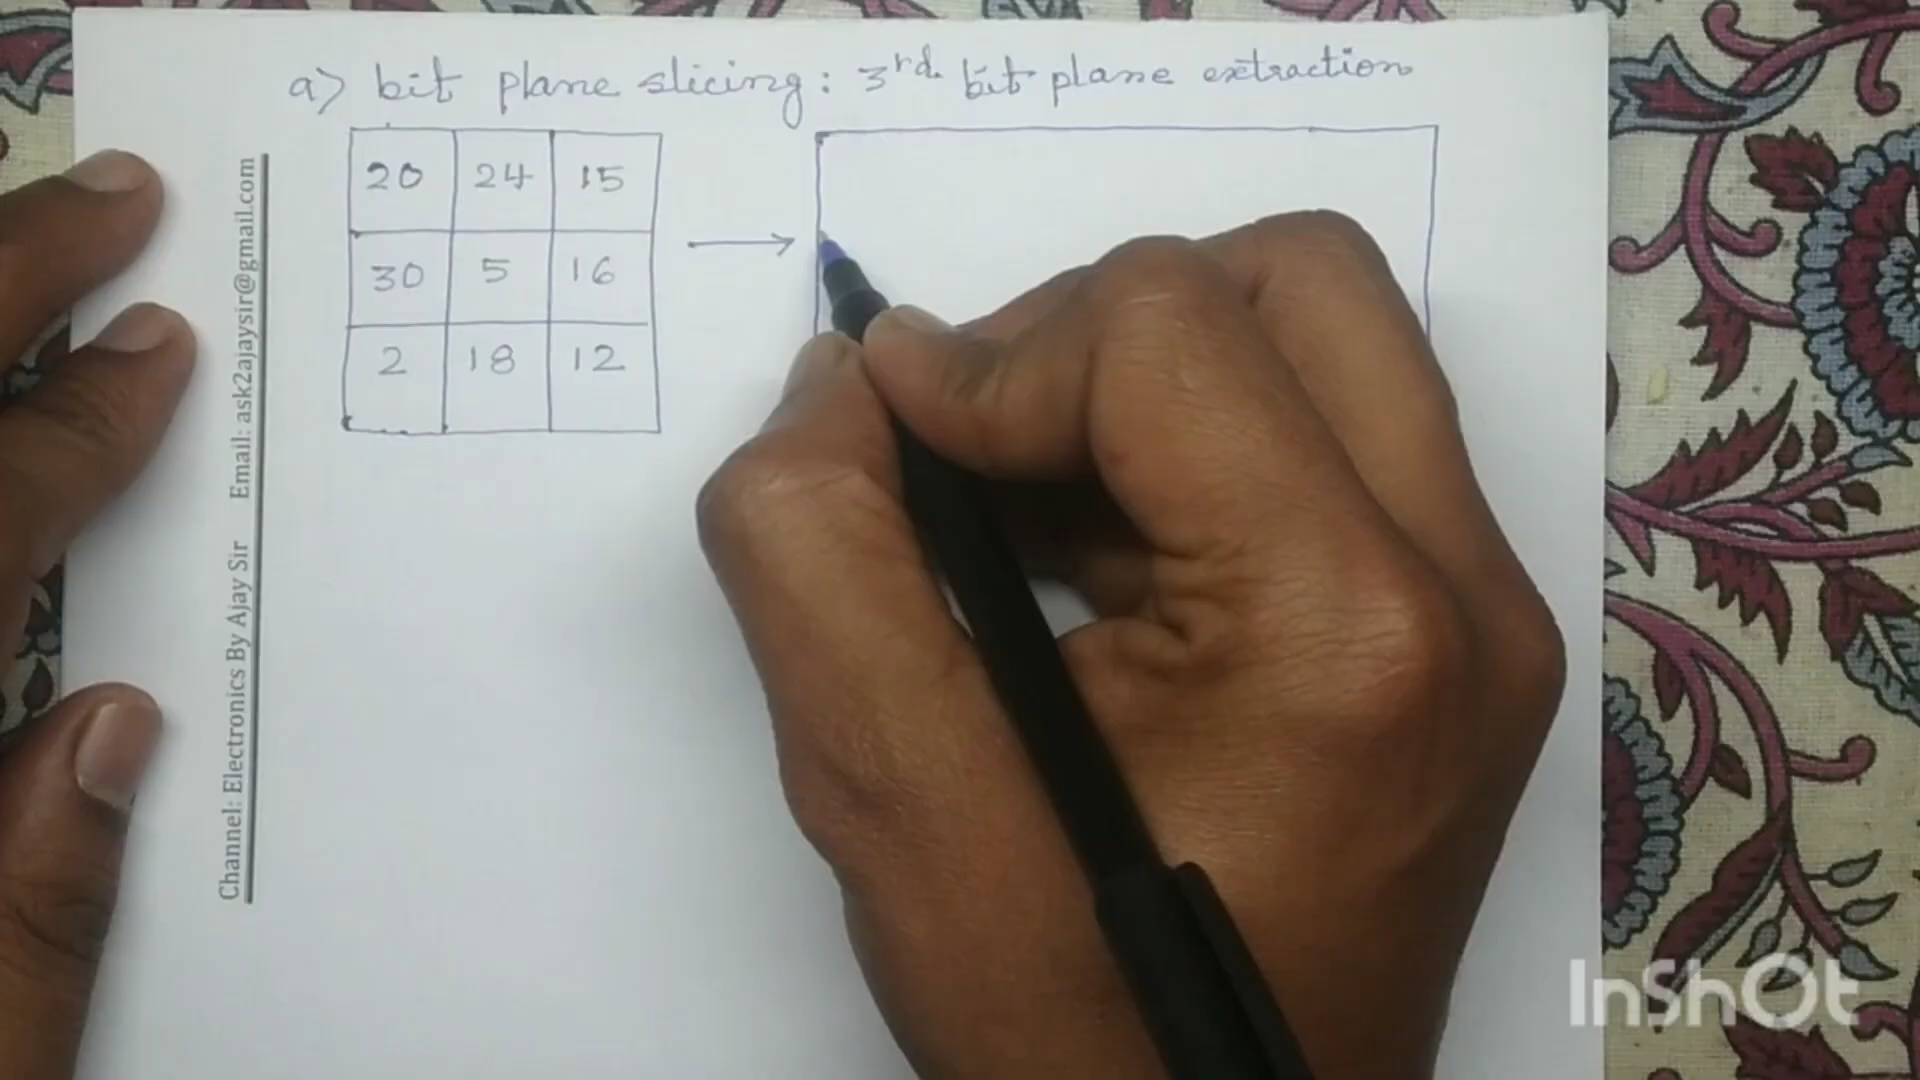 a) bit plane slicing: 3rd bit plane extraction
20 24 15
30 5 16
2 18 12
Channel: Electronics By Ajay Sir Email: ask2ajaysir@gmail.com
InShOt